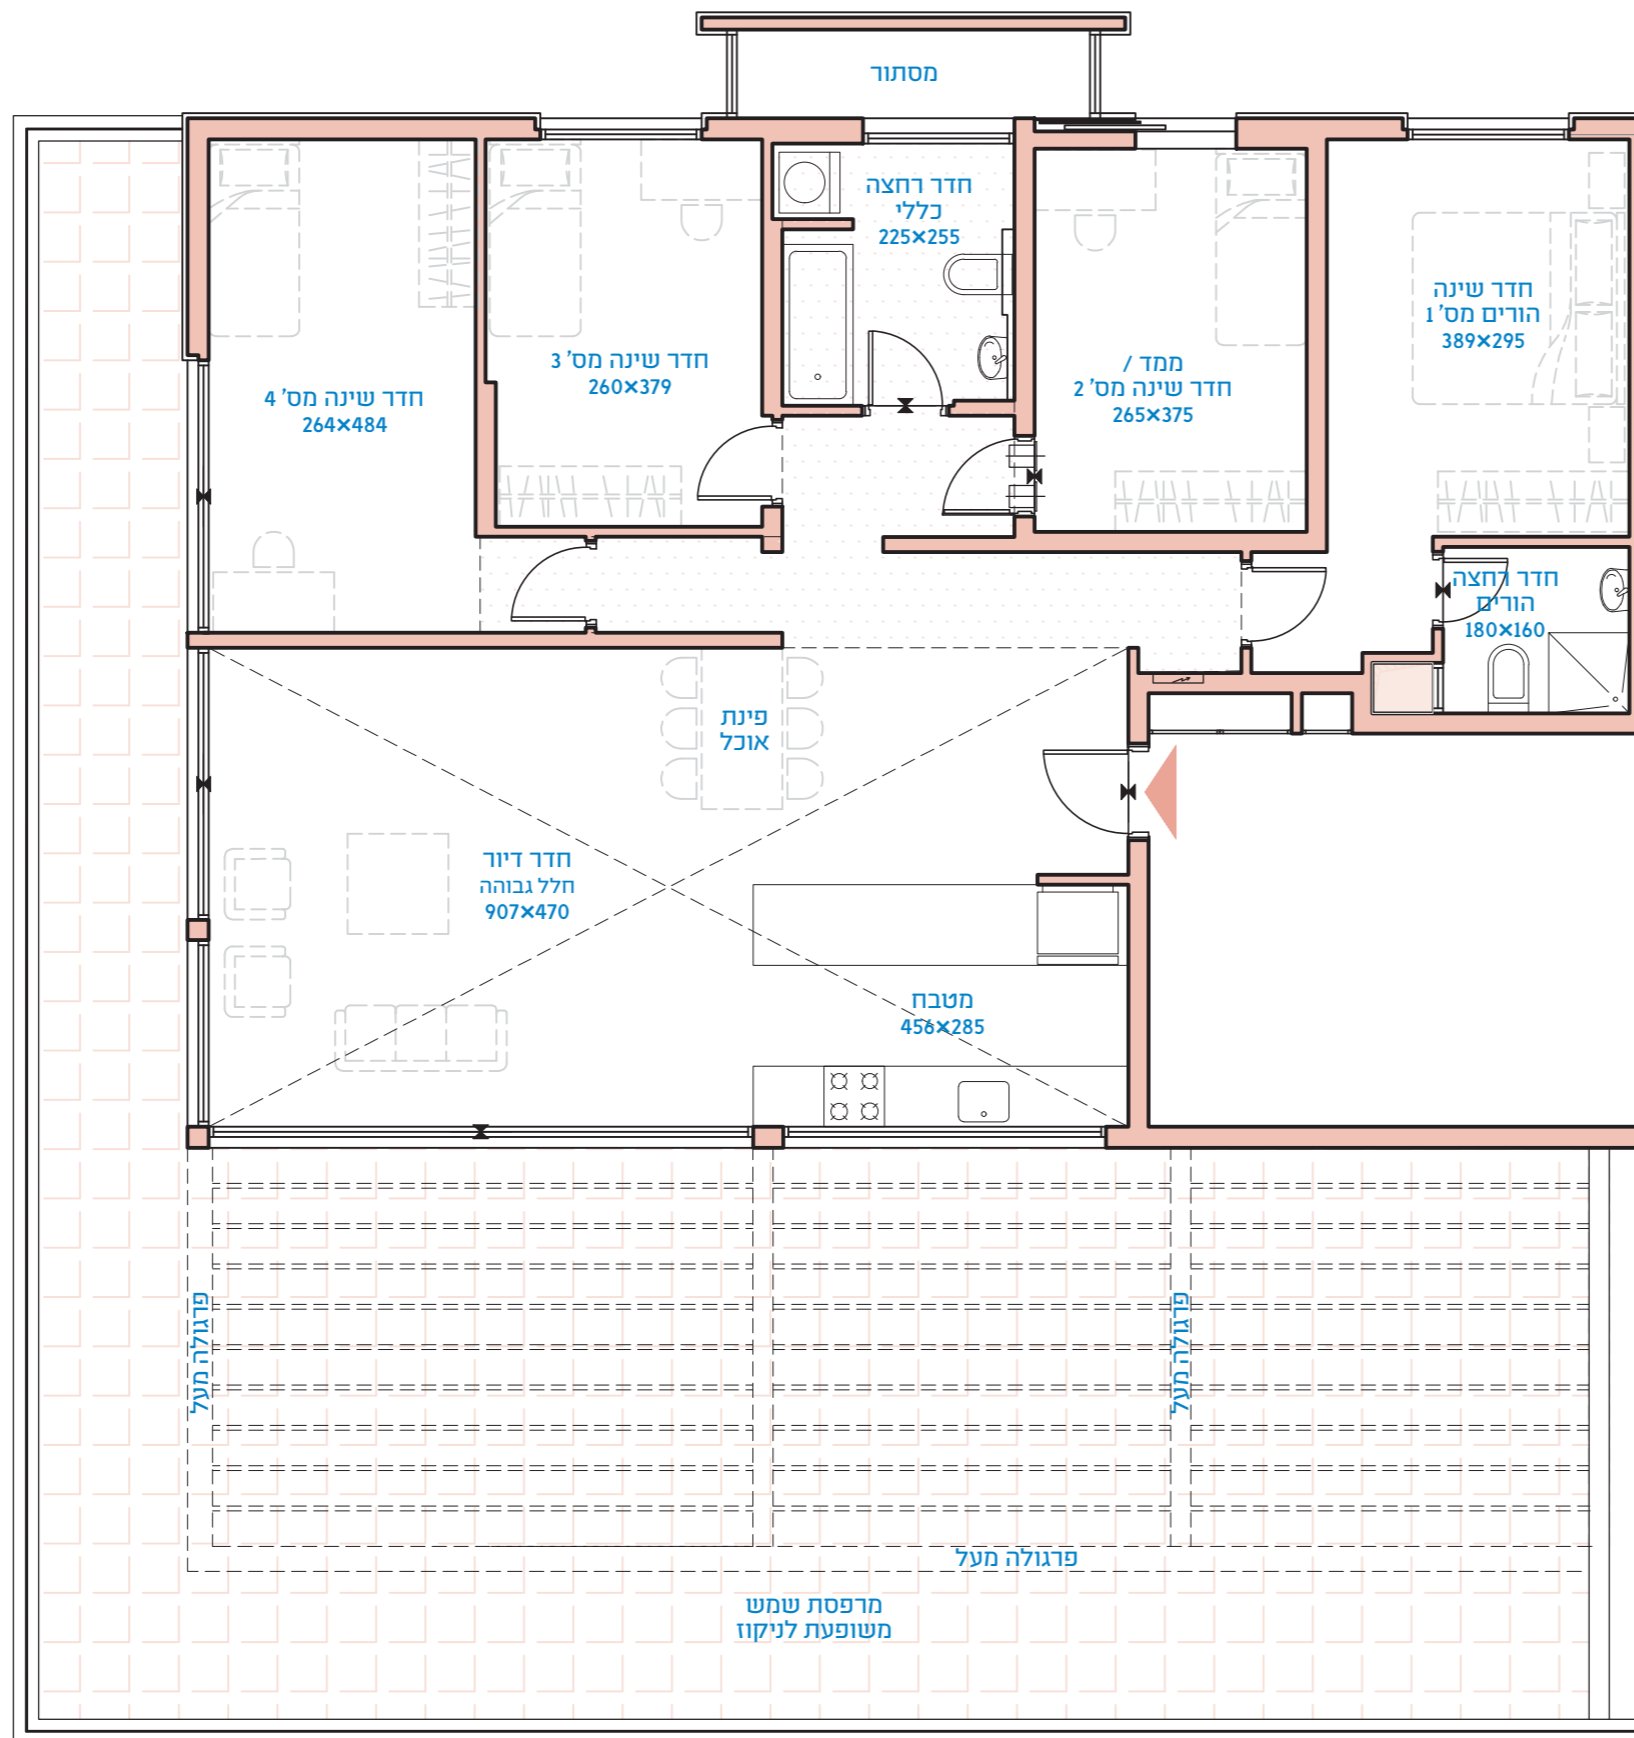 מסתור
חדר רחצה
כללי
225×255
חדר שינה
הורים מס' 1
389×295
ממד /
חדר שינה מס' 2
265×375
חדר שינה מס' 3
260×379
חדר שינה מס' 4
264×484
חדר רחצה
הורים
180×160
פינת
אוכל
חדר דיור
חלל גבוהה
907×470
מטבח
456×285
פרגולה מעל
פרגולה מעל
פרגולה מעל
מרפסת שמש
משופעת לניקוז